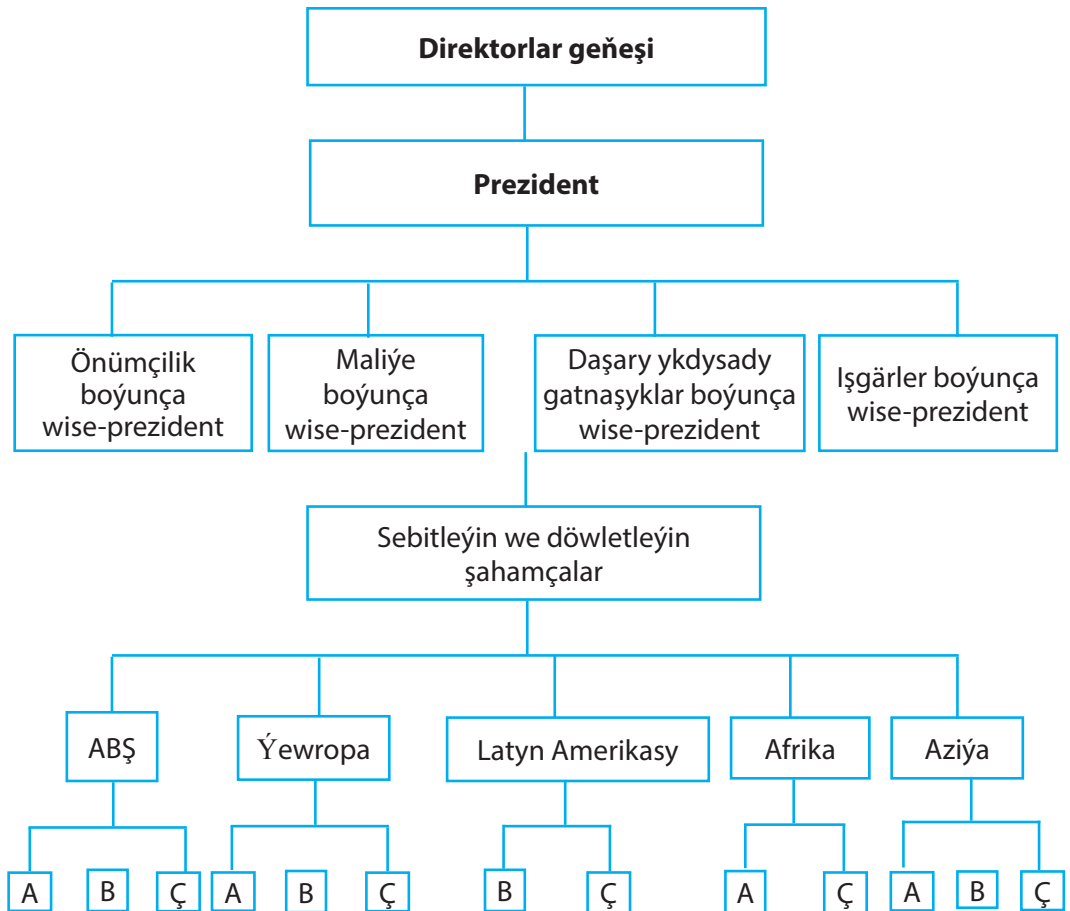 Direktorlar geňeşi
Prezident
Önümçilik
boýunça
wise-prezident
Maliýe
boýunça
wise-prezident
Daşary ykdysady
gatnaşyklar boýunça
wise-prezident
Işgärler boýunça
wise-prezident
Sebitleýin we döwletleýin
şahamçalar
ABŞ
Ýewropa
Latyn Amerikasy
Afrika
Aziýa
A B Ç A B Ç B Ç A Ç A B Ç